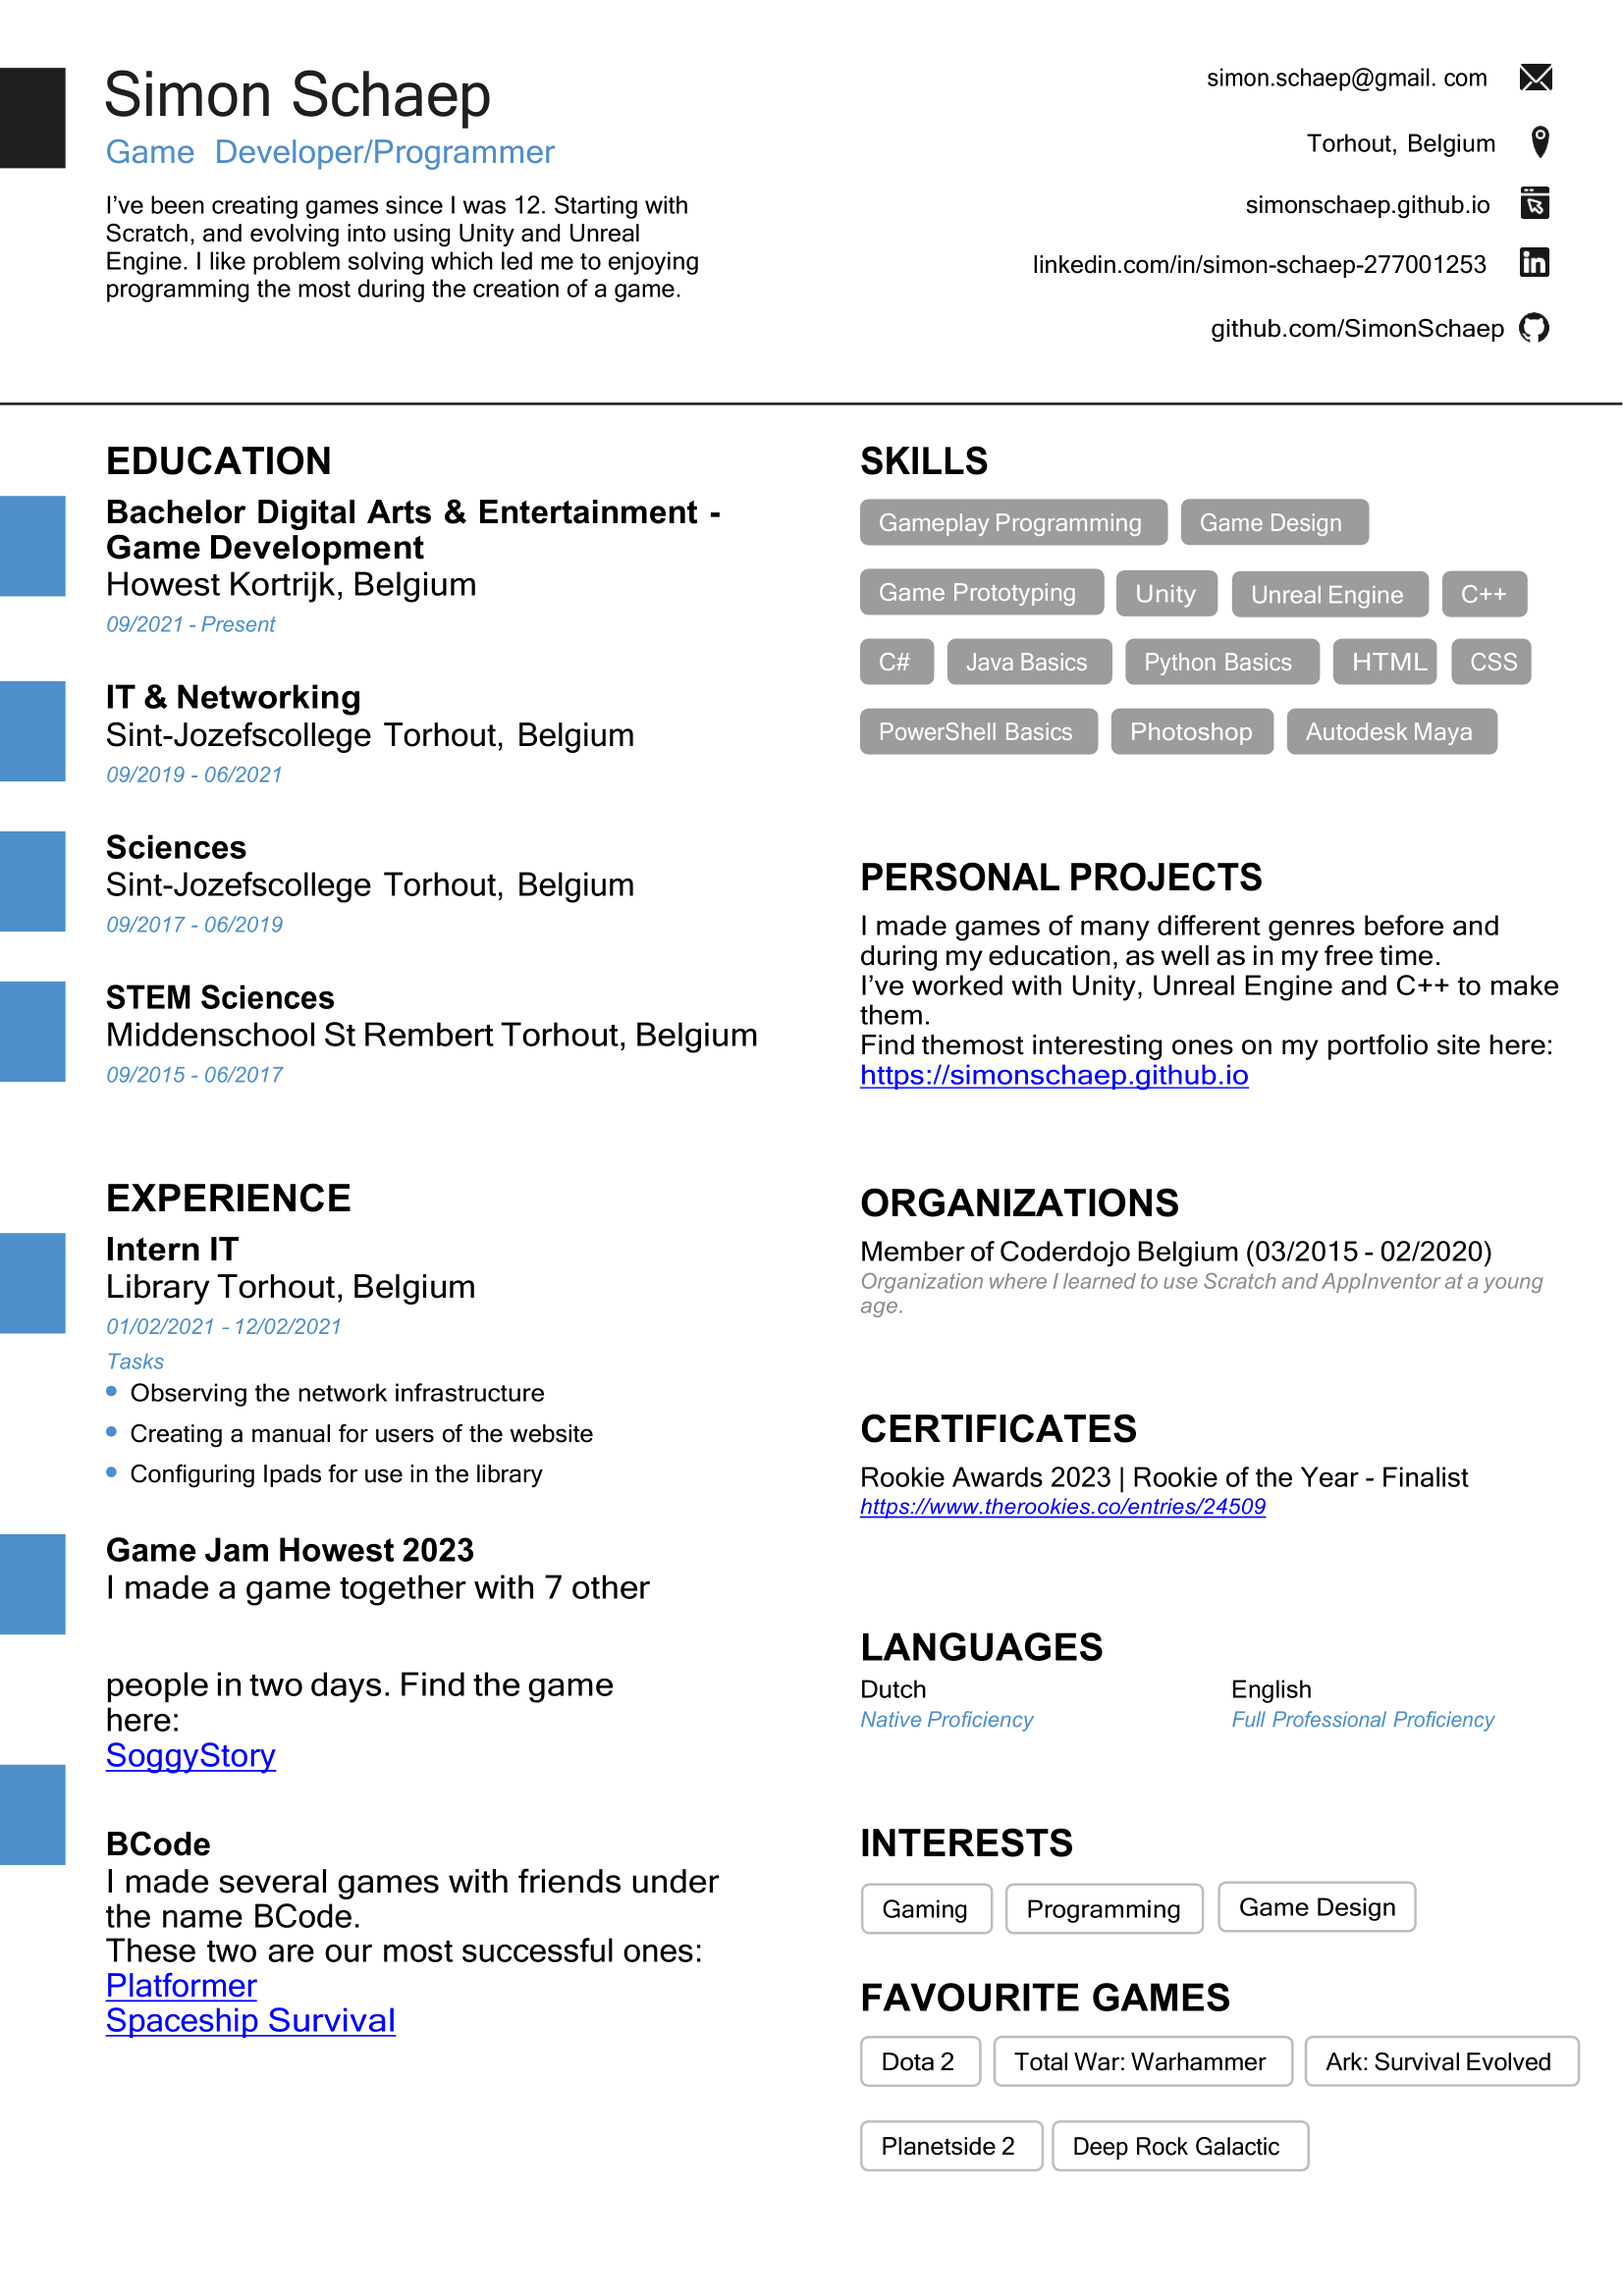 Simon Schaep
Game Developer/Programmer
I've been creating games since I was 12. Starting with
Scratch, and evolving into using Unity and Unreal
Engine. I like problem solving which led me to enjoying
programming the most during the creation of a game.
simon.schaep@gmail. com
Torhout, Belgium
simonschaep.github.io
linkedin.com/in/simon-schaep-277001253
github.com/SimonSchaep
EDUCATION
Bachelor Digital Arts & Entertainment -
Game Development
Howest Kortrijk, Belgium
09/2021 - Present
IT & Networking
Sint-Jozefscollege Torhout, Belgium
09/2019 - 06/2021
Sciences
Sint-Jozefscollege Torhout, Belgium
09/2017 - 06/2019
STEM Sciences
Middenschool St Rembert Torhout, Belgium
09/2015 - 06/2017
EXPERIENCE
Intern IT
Library Torhout, Belgium
01/02/2021 - 12/02/2021
Tasks
Observing the network infrastructure
Creating a manual for users of the website
Configuring Ipads for use in the library
Game Jam Howest 2023
I made a game together with 7 other
people in two days. Find the game
here:
SoggyStory
BCode
I made several games with friends under
the name BCode.
These two are our most successful ones:
Platformer
Spaceship Survival
SKILLS
Gameplay Programming Game Design
Game Prototyping Unity Unreal Engine C++
C# Java Basics Python Basics HTML CSS
PowerShell Basics Photoshop Autodesk Maya
PERSONAL PROJECTS
I made games of many different genres before and
during my education, as well as in my free time.
I've worked with Unity, Unreal Engine and C++ to make
them.
Find themost interesting ones on my portfolio site here:
https://simonschaep.github.io
ORGANIZATIONS
Member of Coderdojo Belgium (03/2015 - 02/2020)
Organization where I learned to use Scratch and AppInventor at a young
age.
CERTIFICATES
Rookie Awards 2023 | Rookie of the Year - Finalist
https://www.therookies.co/entries/24509
LANGUAGES
Dutch English
Native Proficiency Full Professional Proficiency
INTERESTS
Gaming Programming Game Design
FAVOURITE GAMES
Dota 2 Total War: Warhammer Ark: Survival Evolved
Planetside 2 Deep Rock Galactic